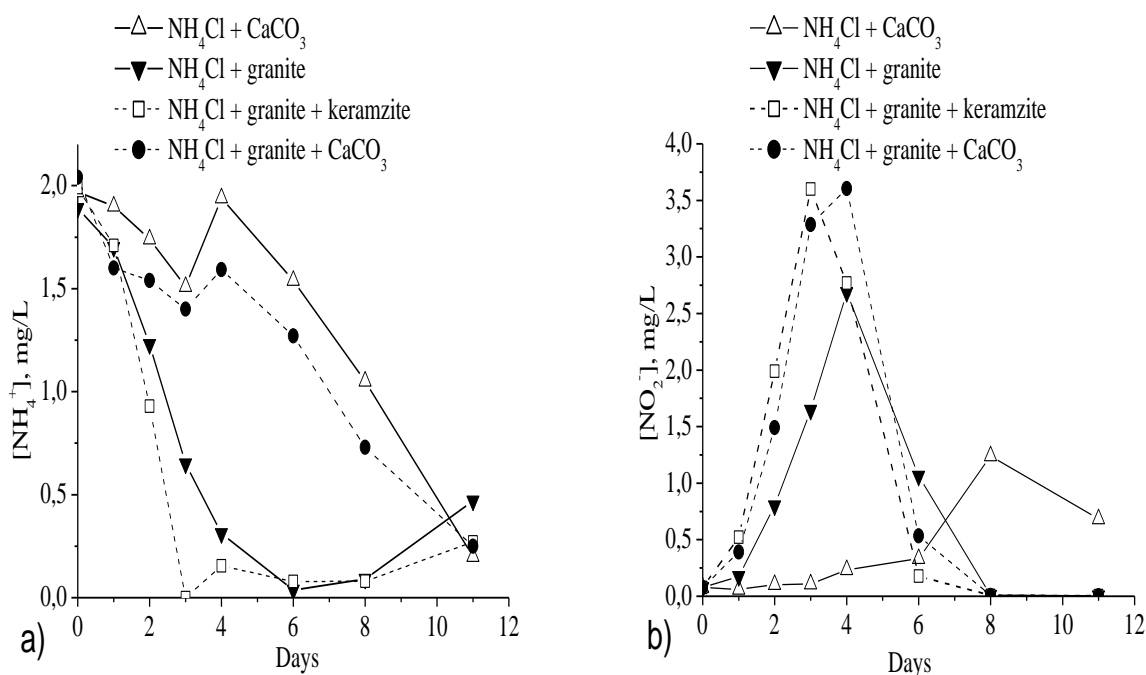 NH₄Cl + CaCO₃
NH₄Cl + granite
NH₄Cl + granite + keramzite
NH₄Cl + granite + CaCO₃
2,0
1,5
1,0
0,5
0,0
[NH₄⁺], mg/L
0 2 4 6 8 10 12
Days
a)
NH₄Cl + CaCO₃
NH₄Cl + granite
NH₄Cl + granite + keramzite
NH₄Cl + granite + CaCO₃
4,0
3,5
3,0
2,5
2,0
1,5
1,0
0,5
0,0
[NO₂⁻], mg/L
0 2 4 6 8 10 12
Days
b)